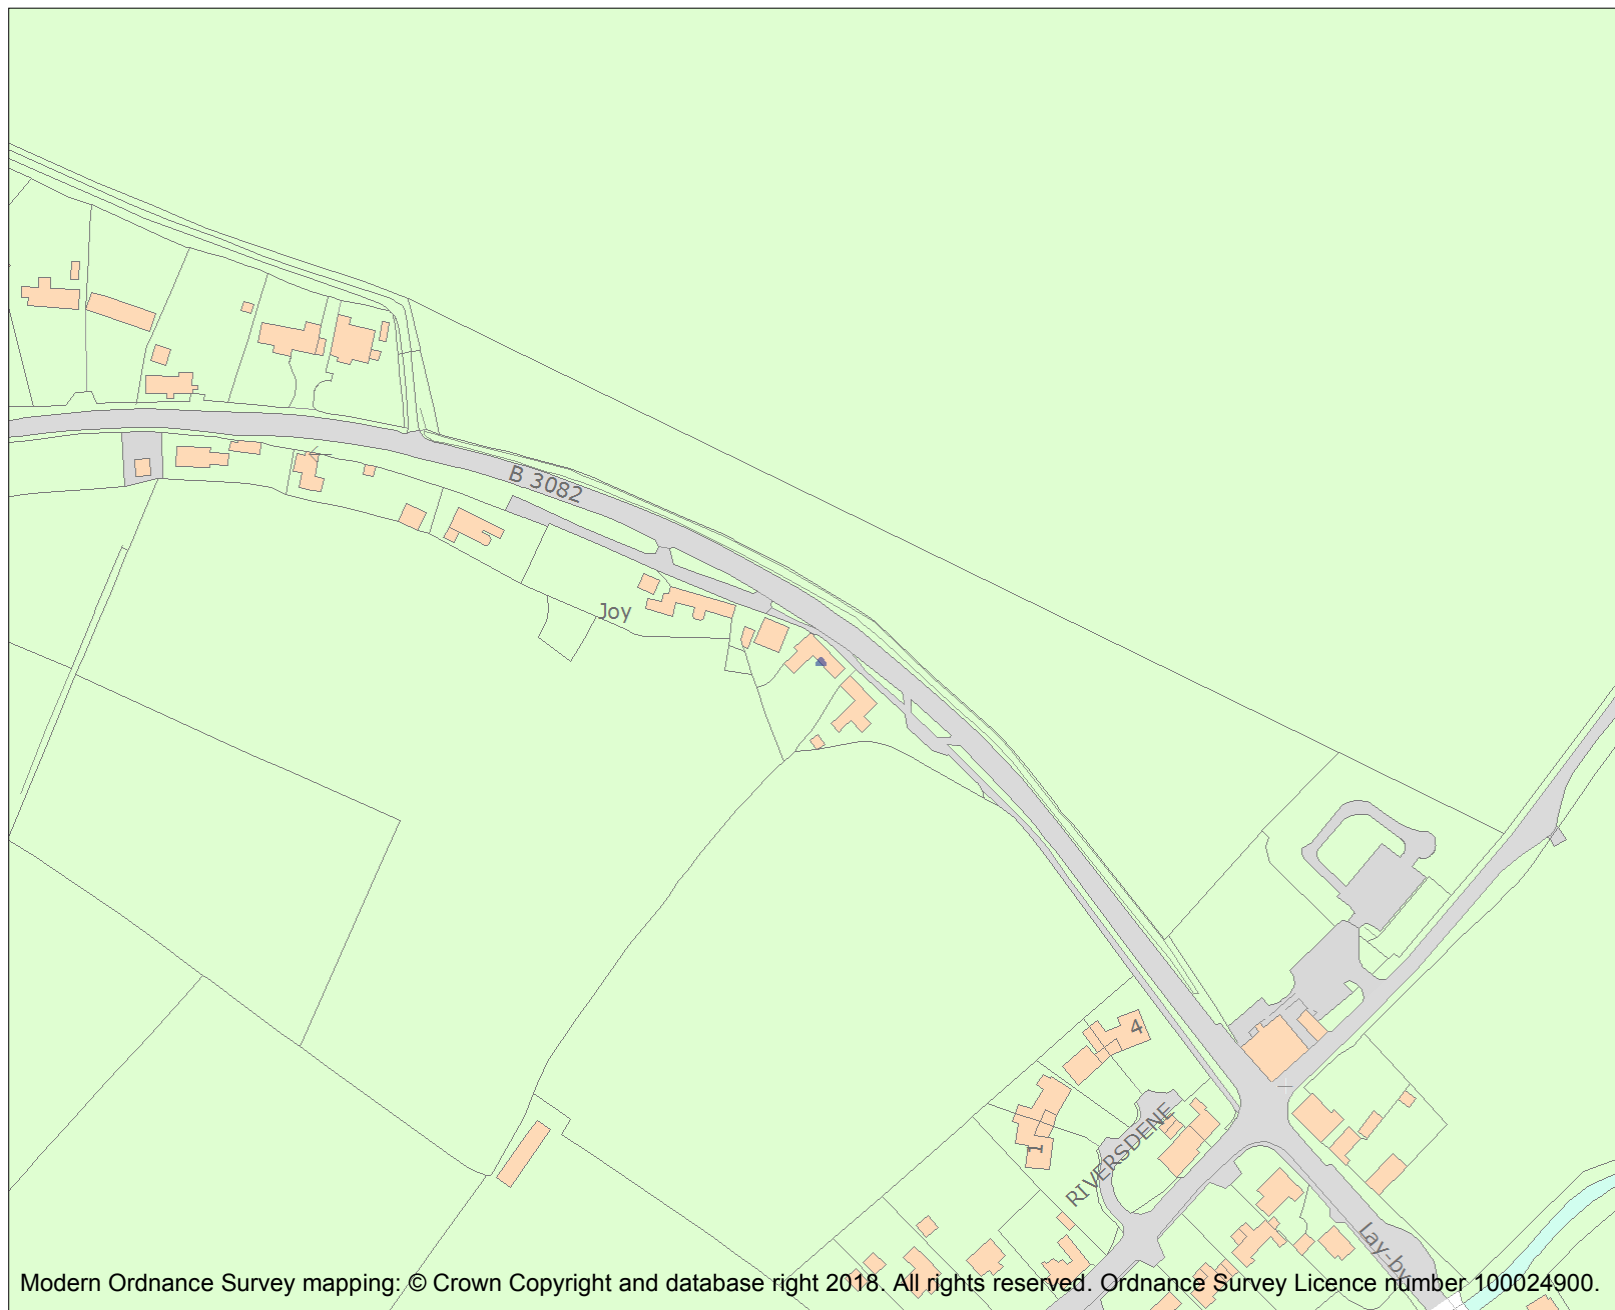 B 3082
Joy
4
1
RIVERSDENE
Lay-by
Modern Ordnance Survey mapping: © Crown Copyright and database right 2018. All rights reserved. Ordnance Survey Licence number 100024900.